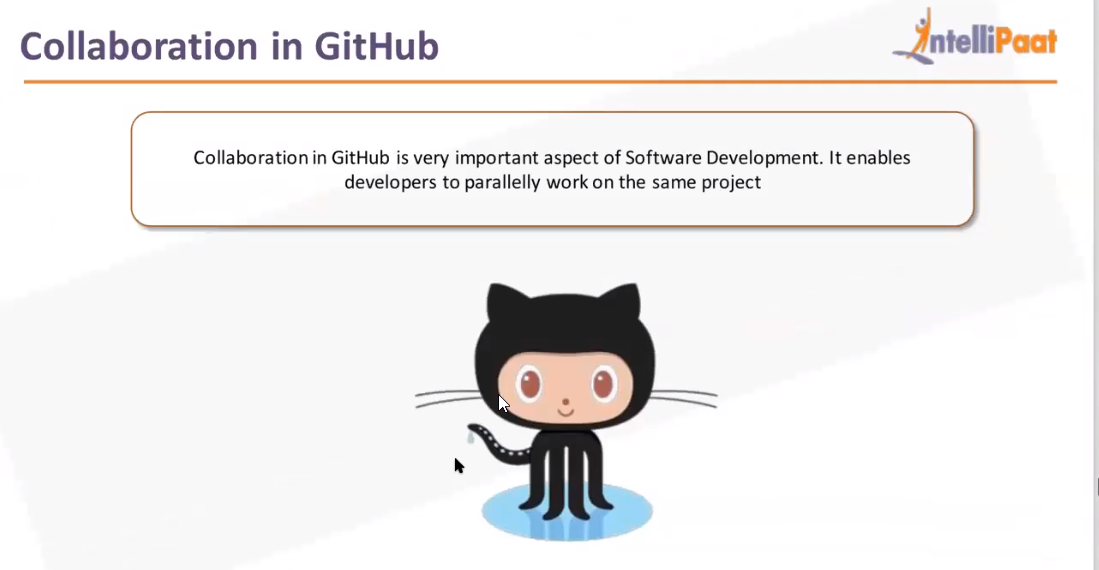 Collaboration in GitHub
IntelliPaat
Collaboration in GitHub is very important aspect of Software Development. It enables
developers to parallelly work on the same project